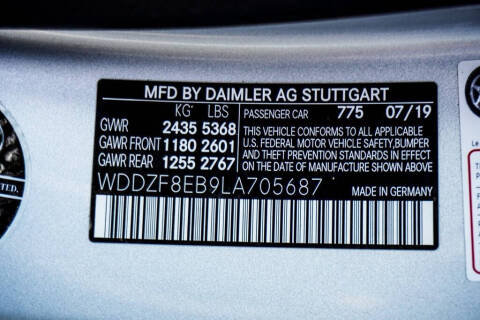 MFD BY DAIMLER AG STUTTGART
KG LBS PASSENGER CAR 775 07/19
GVWR 2435 5368
GAWR FRONT 1180 2601
GAWR REAR 1255 2767
THIS VEHICLE CONFORMS TO ALL APPLICABLE
U.S. FEDERAL MOTOR VEHICLE SAFETY,BUMPER
AND THEFT PREVENTION STANDARDS IN EFFECT
ON THE DATE OF MANUFACTURE SHOWN ABOVE
WDDZF8EB9LA705687 MADE IN GERMANY
Le